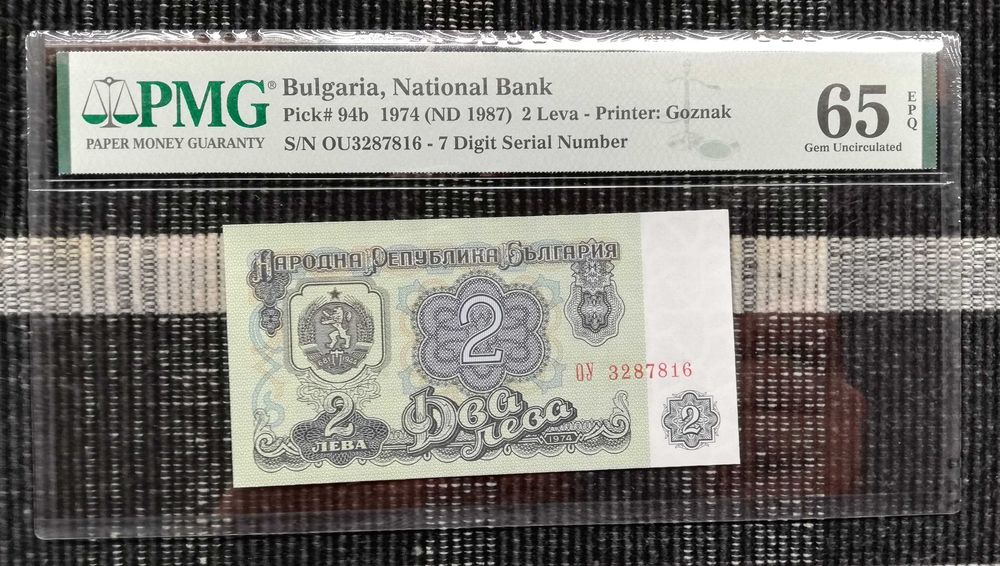 PMG®
PAPER MONEY GUARANTY
Bulgaria, National Bank
Pick# 94b 1974 (ND 1987) 2 Leva - Printer: Goznak
S/N OU3287816 - 7 Digit Serial Number
65 EPQ
Gem Uncirculated
НАРОДНА РЕПУБЛИКА БЪЛГАРИЯ
2
ОУ 3287816
2
ЛЕВА
Два
лева
1974
2